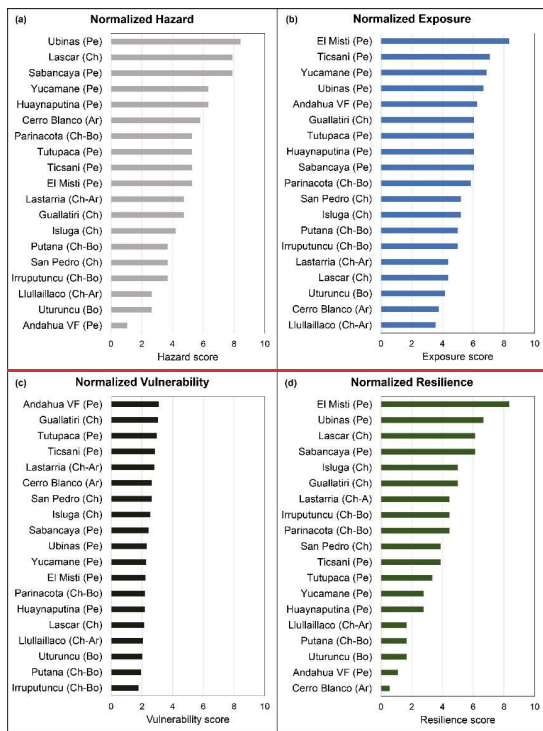 (a) Normalized Hazard
Ubinas (Pe)
Lascar (Ch)
Sabancaya (Pe)
Yucamane (Pe)
Huaynaputina (Pe)
Cerro Blanco (Ar)
Parinacota (Ch-Bo)
Tutupaca (Pe)
Ticsani (Pe)
El Misti (Pe)
Lastarria (Ch-Ar)
Guallatiri (Ch)
Isluga (Ch)
Putana (Ch-Bo)
San Pedro (Ch)
Irruputuncu (Ch-Bo)
Llullaillaco (Ch-Ar)
Uturuncu (Bo)
Andahua VF (Pe)
0 2 4 6 8 10
Hazard score
(b) Normalized Exposure
El Misti (Pe)
Ticsani (Pe)
Yucamane (Pe)
Ubinas (Pe)
Andahua VF (Pe)
Guallatiri (Ch)
Tutupaca (Pe)
Huaynaputina (Pe)
Sabancaya (Pe)
Parinacota (Ch-Bo)
San Pedro (Ch)
Isluga (Ch)
Putana (Ch-Bo)
Irruputuncu (Ch-Bo)
Lastarria (Ch-Ar)
Lascar (Ch)
Uturuncu (Bo)
Cerro Blanco (Ar)
Llullaillaco (Ch-Ar)
0 2 4 6 8 10
Exposure score
(c) Normalized Vulnerability
Andahua VF (Pe)
Guallatiri (Ch)
Tutupaca (Pe)
Ticsani (Pe)
Lastarria (Ch-Ar)
Cerro Blanco (Ar)
San Pedro (Ch)
Isluga (Ch)
Sabancaya (Pe)
Ubinas (Pe)
Yucamane (Pe)
El Misti (Pe)
Parinacota (Ch-Bo)
Huaynaputina (Pe)
Lascar (Ch)
Llullaillaco (Ch-Ar)
Uturuncu (Bo)
Putana (Ch-Bo)
Irruputuncu (Ch-Bo)
0 2 4 6 8 10
Vulnerability score
(d) Normalized Resilience
El Misti (Pe)
Ubinas (Pe)
Lascar (Ch)
Sabancaya (Pe)
Isluga (Ch)
Guallatiri (Ch)
Lastarria (Ch-A)
Irruputuncu (Ch-Bo)
Parinacota (Ch-Bo)
San Pedro (Ch)
Ticsani (Pe)
Tutupaca (Pe)
Yucamane (Pe)
Huaynaputina (Pe)
Llullaillaco (Ch-Ar)
Putana (Ch-Bo)
Uturuncu (Bo)
Andahua VF (Pe)
Cerro Blanco (Ar)
0 2 4 6 8 10
Resilience score